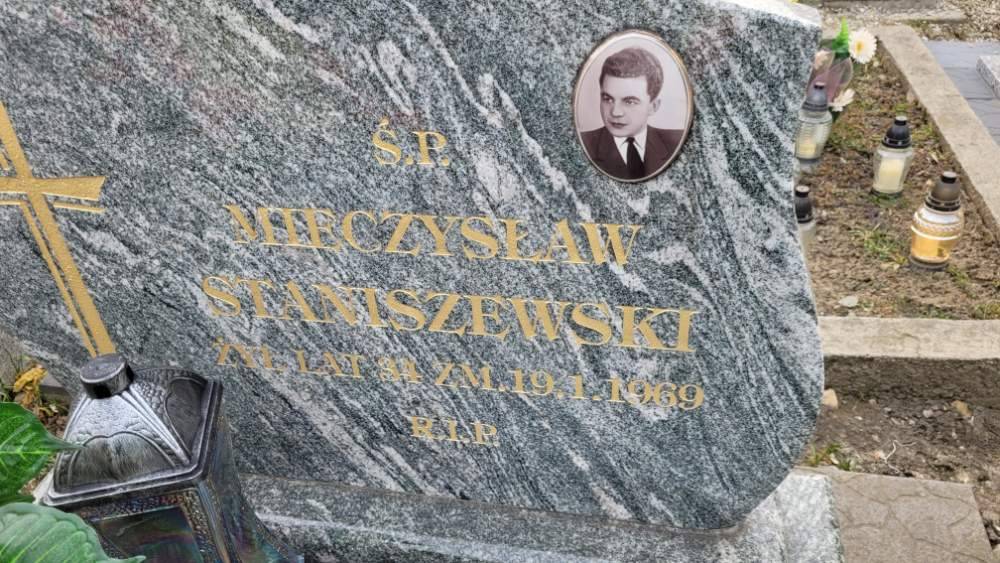 Ś.P.
MIECZYSŁAW
STANISZEWSKI
ŻYŁ LAT 34 ZM.19.1.1969
R.I.P.